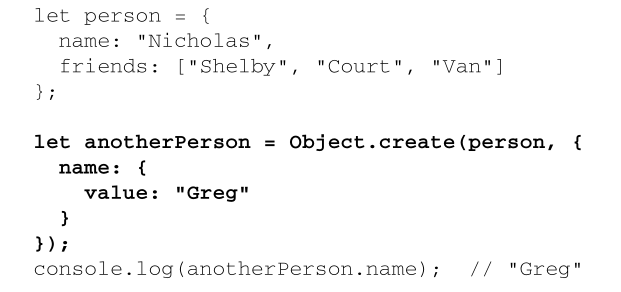 let person = {
  name: "Nicholas",
  friends: ["Shelby", "Court", "Van"]
};

let anotherPerson = Object.create(person, {
  name: {
    value: "Greg"
  }
});
console.log(anotherPerson.name);  // "Greg"